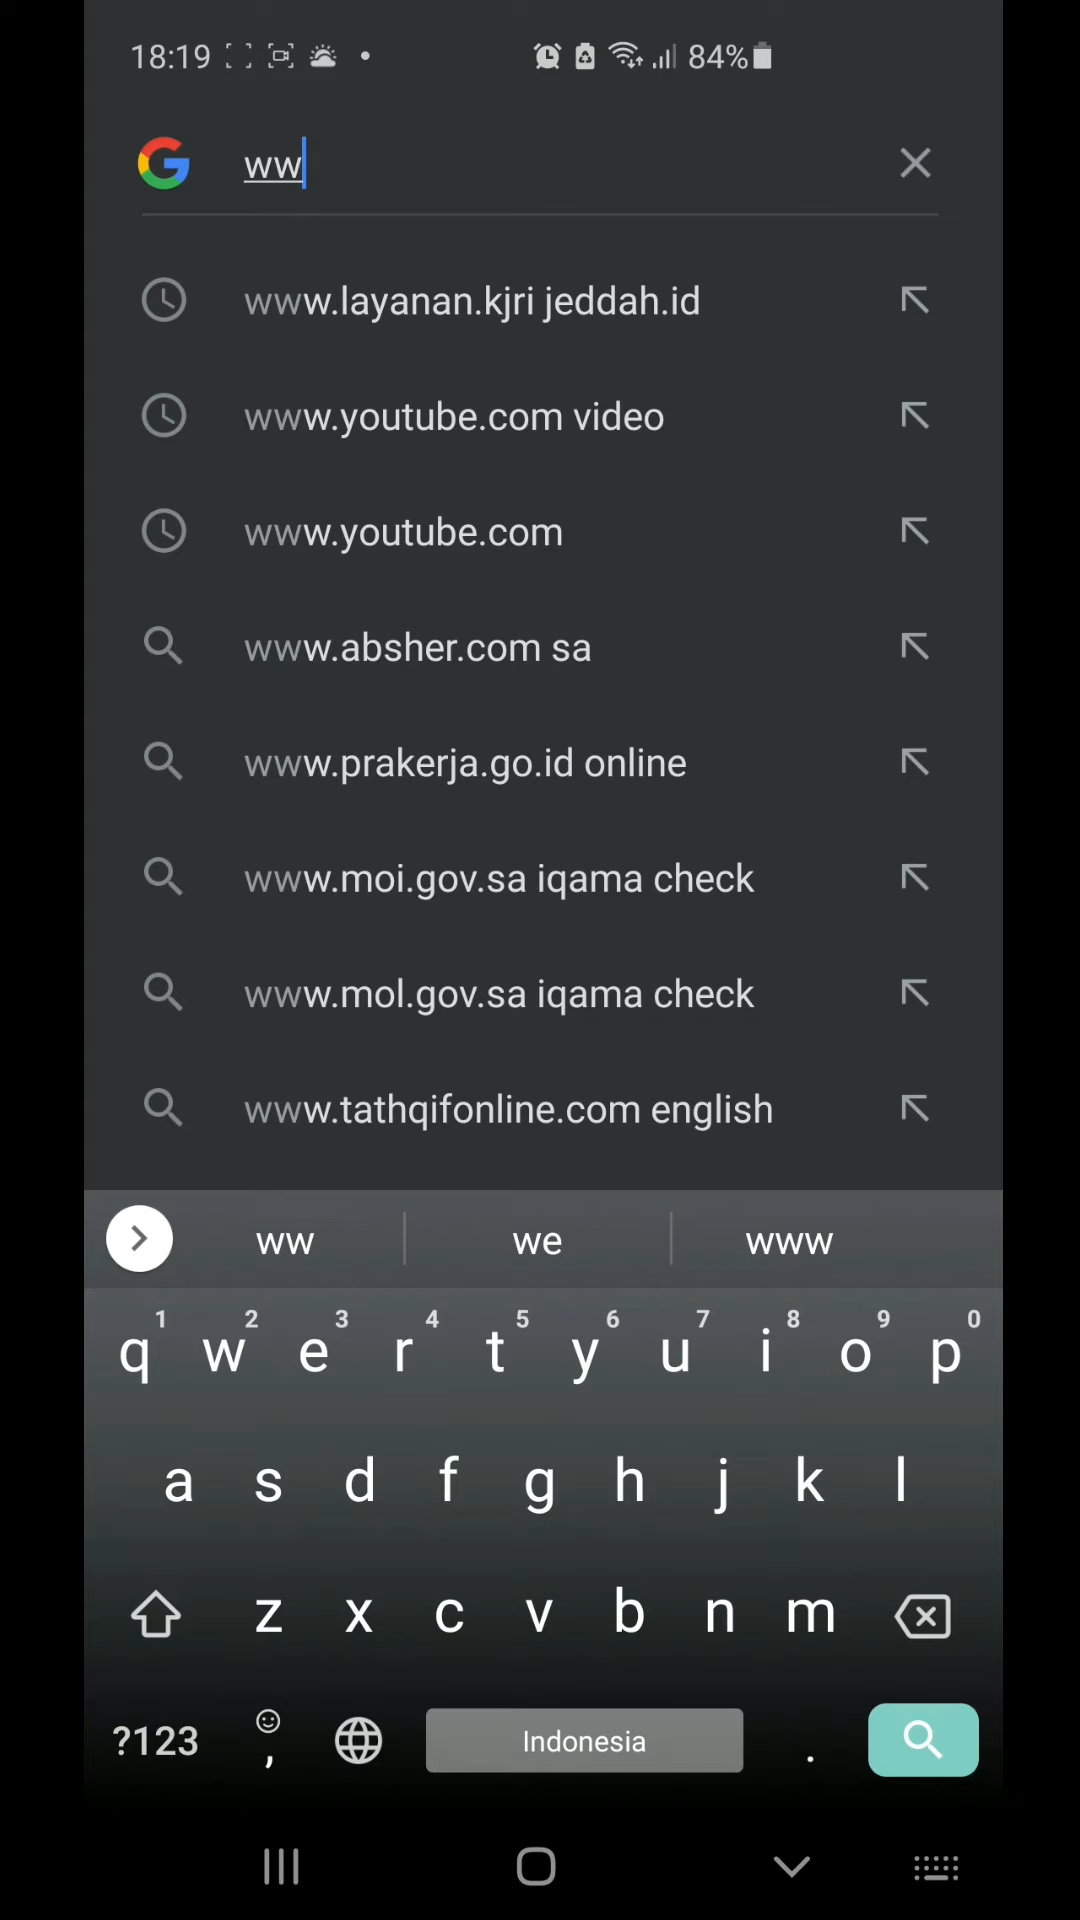 18:19 84%
ww
www.layanan.kjri jeddah.id
www.youtube.com video
www.youtube.com
www.absher.com sa
www.prakerja.go.id online
www.moi.gov.sa iqama check
www.mol.gov.sa iqama check
www.tathqifonline.com english
ww we www
1 2 3 4 5 6 7 8 9 0
q w e r t y u i o p
a s d f g h j k l
z x c v b n m
?123 , Indonesia .